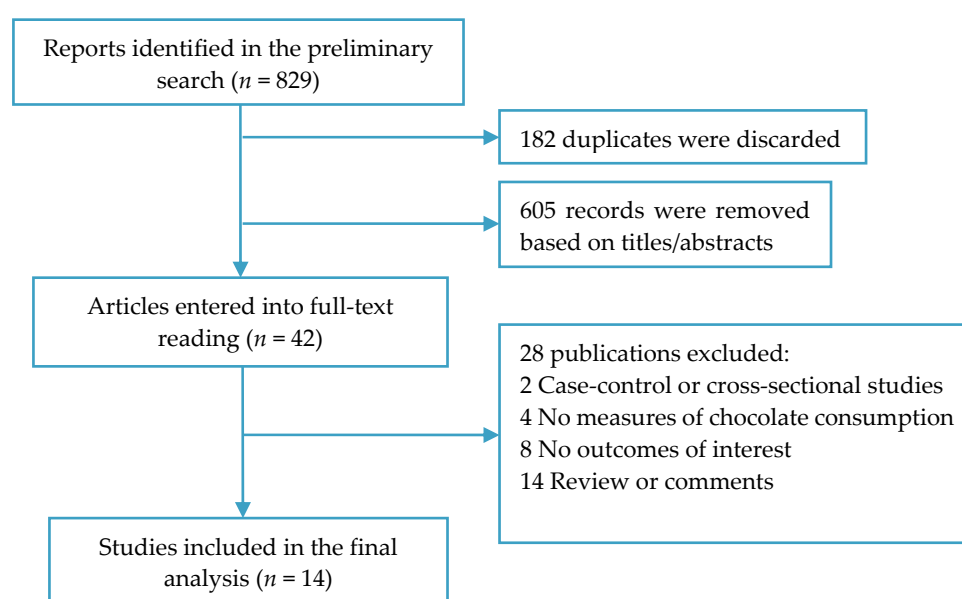 Reports identified in the preliminary
search (n = 829)
182 duplicates were discarded
605 records were removed
based on titles/abstracts
Articles entered into full-text
reading (n = 42)
28 publications excluded:
2 Case-control or cross-sectional studies
4 No measures of chocolate consumption
8 No outcomes of interest
14 Review or comments
Studies included in the final
analysis (n = 14)